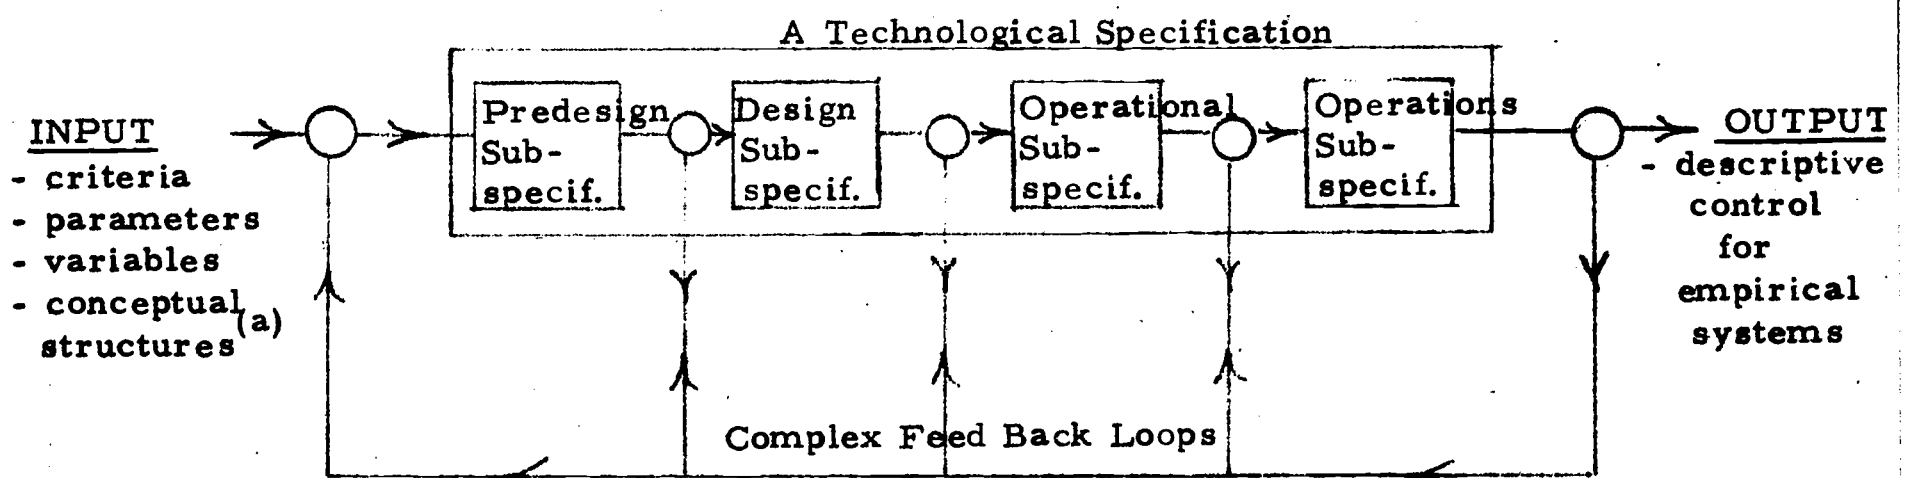 A Technological Specification
INPUT
- criteria
- parameters
- variables
- conceptual
structures(a)
Predesign
Sub-
specif.
Design
Sub-
specif.
Operational
Sub-
specif.
Operations
Sub-
specif.
OUTPUT
- descriptive
control
for
empirical
systems
Complex Feed Back Loops